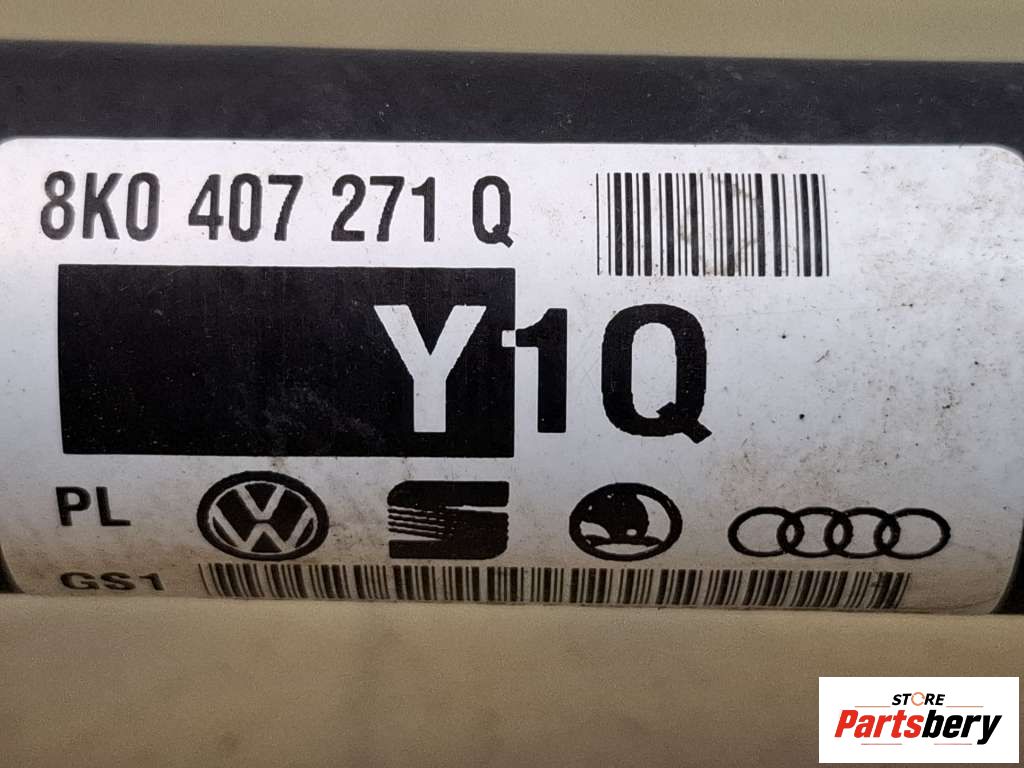 8K0 407 271 Q
Y1Q
PL
GS1
STORE
Partsbery